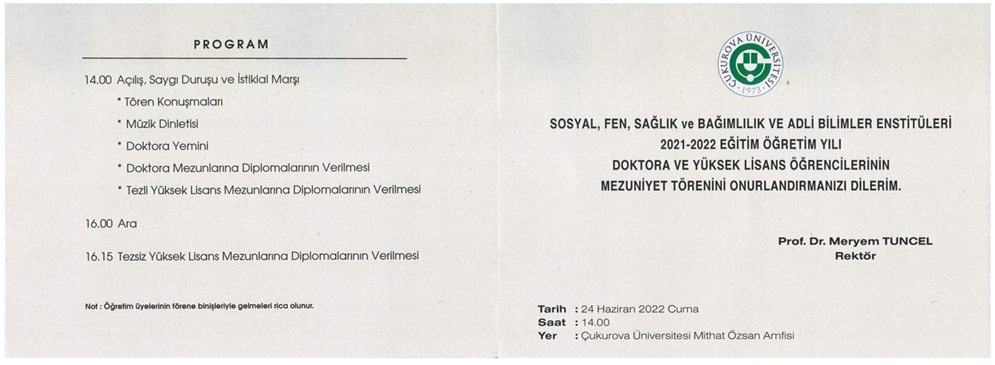 PROGRAM
14.00 Açılış, Saygı Duruşu ve İstiklal Marşı
* Tören Konuşmaları
* Müzik Dinletisi
* Doktora Yemini
* Doktora Mezunlarına Diplomalarının Verilmesi
* Tezli Yüksek Lisans Mezunlarına Diplomalarının Verilmesi
16.00 Ara
16.15 Tezsiz Yüksek Lisans Mezunlarına Diplomalarının Verilmesi
Not : Öğretim üyelerinin törene binişleriyle gelmeleri rica olunur.
ÇUKUROVA ÜNİVERSİTESİ
1973
SOSYAL, FEN, SAĞLIK ve BAĞIMLILIK VE ADLİ BİLİMLER ENSTİTÜLERİ
2021-2022 EĞİTİM ÖĞRETİM YILI
DOKTORA VE YÜKSEK LİSANS ÖĞRENCİLERİNİN
MEZUNİYET TÖRENİNİ ONURLANDIRMANIZI DİLERİM.
Prof. Dr. Meryem TUNCEL
Rektör
Tarih : 24 Haziran 2022 Cuma
Saat : 14.00
Yer : Çukurova Üniversitesi Mithat Özsan Amfisi